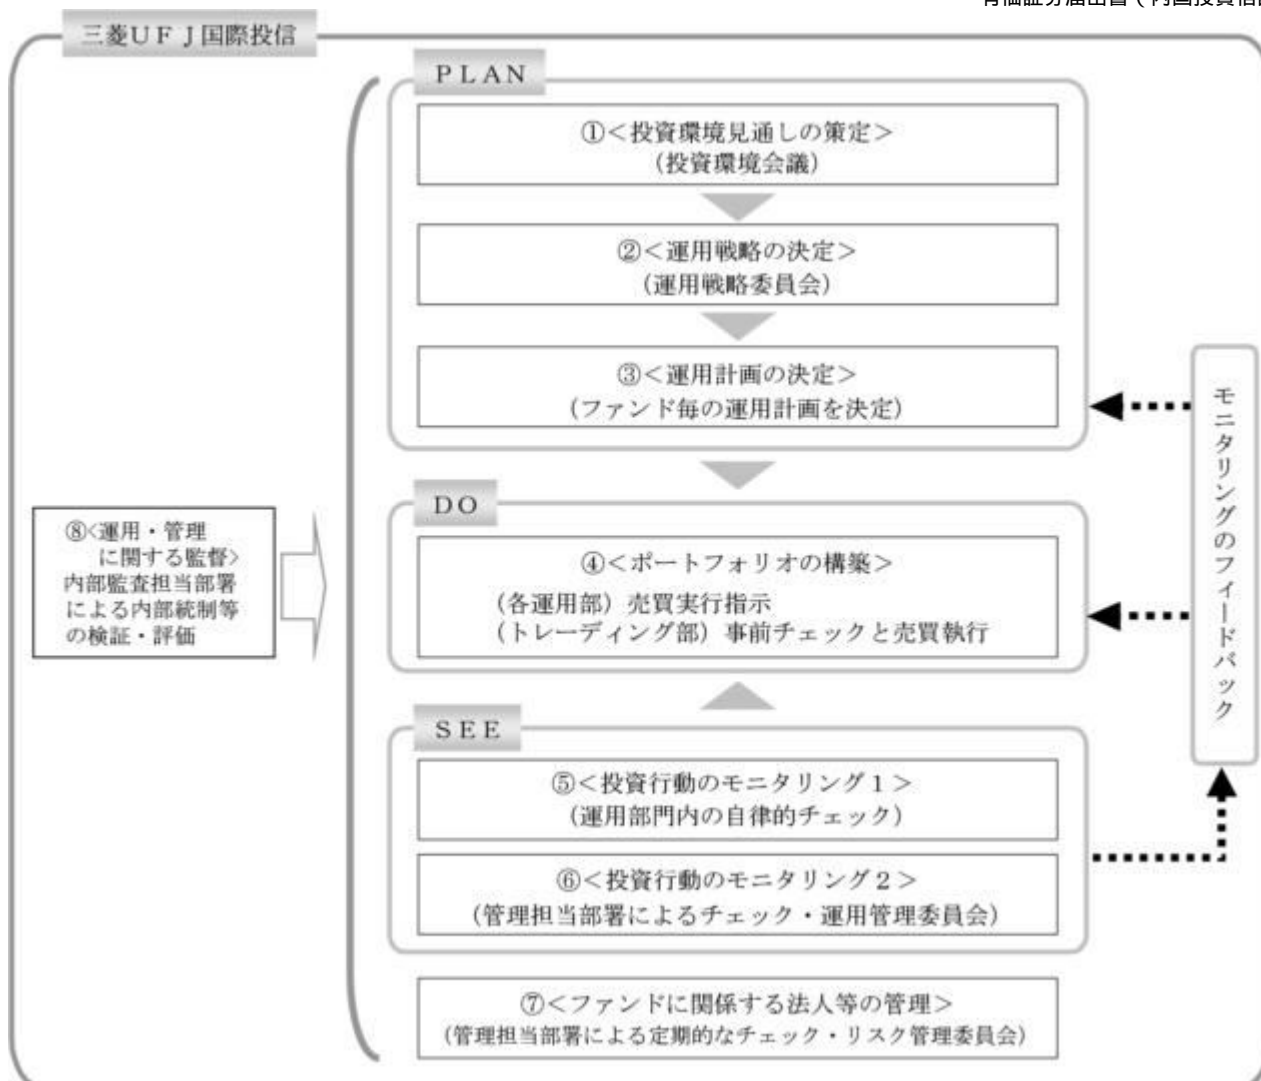 三菱UFJ国際投信
PLAN
①<投資環境見通しの策定>
(投資環境会議)
②<運用戦略の決定>
(運用戦略委員会)
③<運用計画の決定>
(ファンド毎の運用計画を決定)
DO
④<ポートフォリオの構築>
(各運用部)売買実行指示
(トレーディング部)事前チェックと売買執行
SEE
⑤<投資行動のモニタリング1>
(運用部門内の自律的チェック)
⑥<投資行動のモニタリング2>
(管理担当部署によるチェック・運用管理委員会)
⑦<ファンドに関係する法人等の管理>
(管理担当部署による定期的なチェック・リスク管理委員会)
⑧<運用・管理
に関する監督>
内部監査担当部署
による内部統制等
の検証・評価
モニタリングのフィードバック